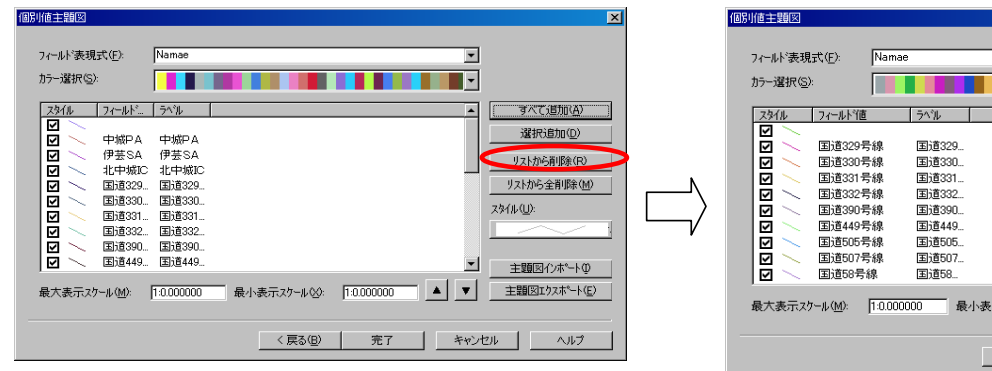 個別値主題図
フィールド表現式(F): Namae
カラー選択(S):
スタイル フィールド... ラベル
中城PA 中城PA
伊芸SA 伊芸SA
北中城IC 北中城IC
国道329... 国道329...
国道330... 国道330...
国道331... 国道331...
国道332... 国道332...
国道390... 国道390...
国道449... 国道449...
すべて追加(A)
選択追加(D)
リストから削除(R)
リストから全削除(M)
スタイル(U):
主題図インポート(I)
主題図エクスポート(E)
最大表示スケール(M): 1:0.000000 最小表示スケール(X): 1:0.000000
< 戻る(B) 完了 キャンセル ヘルプ
個別値主題図
フィールド表現式(F): Namae
カラー選択(S):
スタイル フィールド値 ラベル
国道329号線 国道329...
国道330号線 国道330...
国道331号線 国道331...
国道332号線 国道332...
国道390号線 国道390...
国道449号線 国道449...
国道505号線 国道505...
国道507号線 国道507...
国道58号線 国道58...
最大表示スケール(M): 1:0.000000 最小表